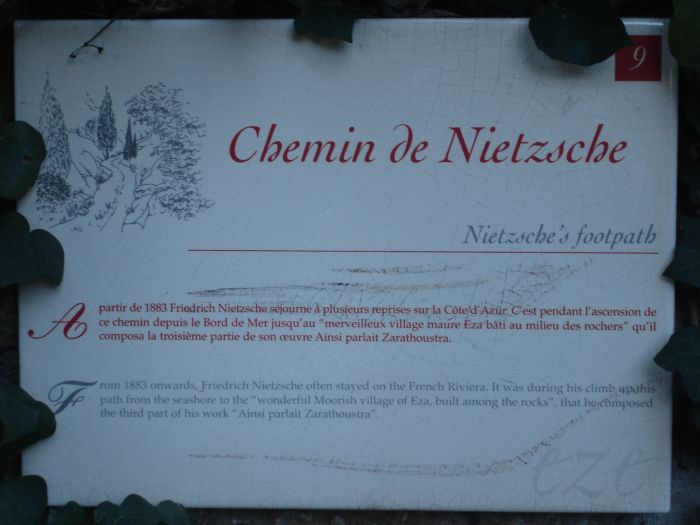 9
Chemin de Nietzsche
Nietzsche's footpath
A partir de 1883 Friedrich Nietzsche séjourne à plusieurs reprises sur la Côte d'Azur. C'est pendant l'ascension de
ce chemin depuis le Bord de Mer jusqu'au "merveilleux village maure Eza bâti au milieu des rochers" qu'il
composa la troisième partie de son œuvre Ainsi parlait Zarathoustra.
From 1883 onwards, Friedrich Nietzsche often stayed on the French Riviera. It was during his climb up this
path from the seashore to the "wonderful Moorish village of Eza, built among the rocks", that he composed
the third part of his work "Ainsi parlait Zarathoustra".
eze